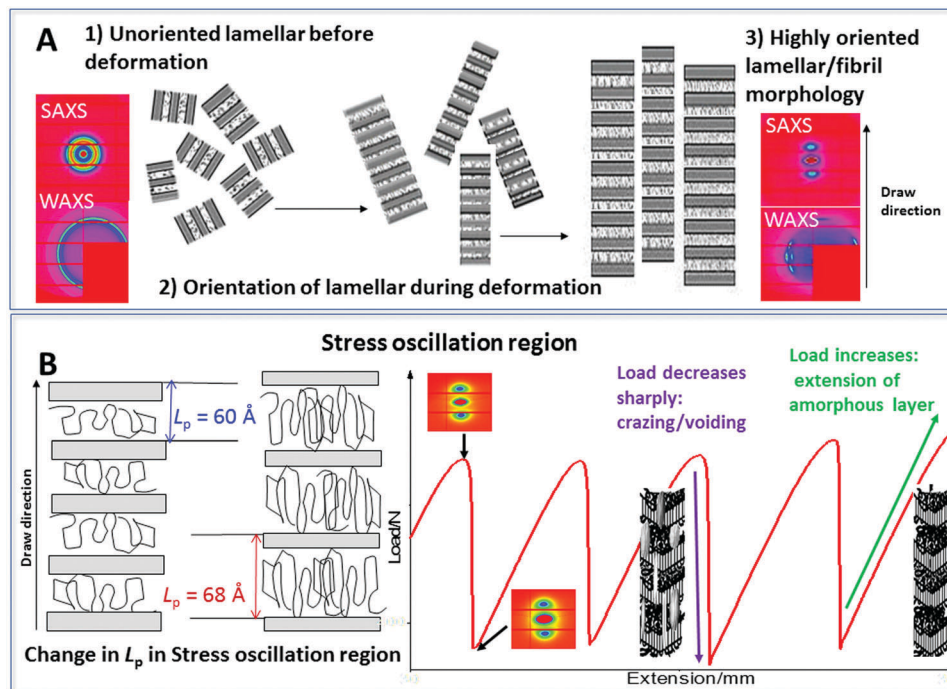 A
1) Unoriented lamellar before
deformation
3) Highly oriented
lamellar/fibril
morphology
SAXS
WAXS
SAXS
WAXS
Draw
direction
2) Orientation of lamellar during deformation
B
Stress oscillation region
Draw direction
Lp = 60 Å
Lp = 68 Å
Change in Lp in Stress oscillation region
Load decreases
sharply:
crazing/voiding
Load increases:
extension of
amorphous layer
Load/N
Extension/mm